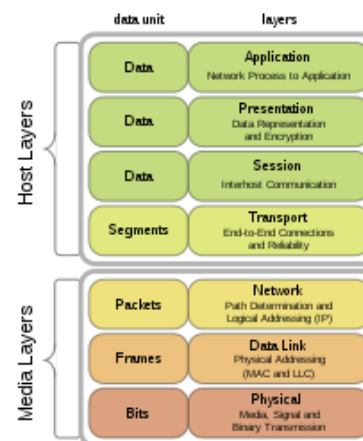 data unit layers
Host Layers
Data
Application
Network Process to Application
Data
Presentation
Data Representation
and Encryption
Data
Session
Interhost Communication
Segments
Transport
End-to-End Connections
and Reliability
Media Layers
Packets
Network
Path Determination and
Logical Addressing (IP)
Frames
Data Link
Physical Addressing
(MAC and LLC)
Bits
Physical
Media, Signal and
Binary Transmission